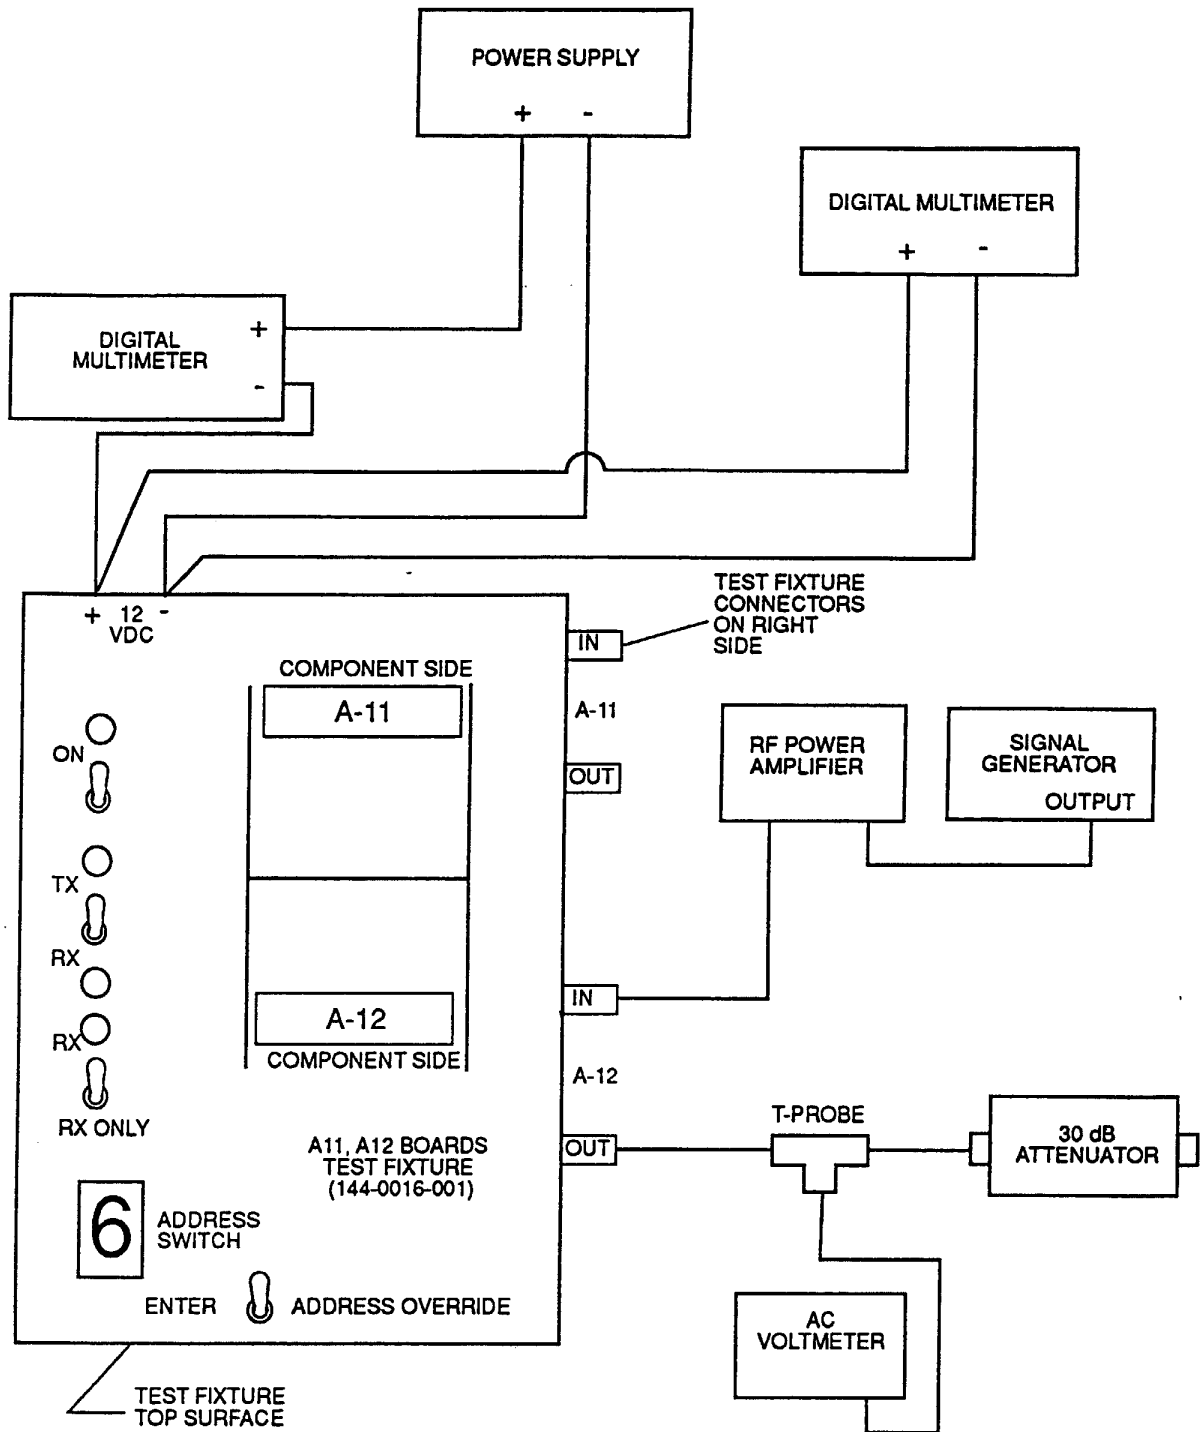 POWER SUPPLY
+ -
DIGITAL MULTIMETER
+ -
DIGITAL
MULTIMETER
+
-
+ 12 -
VDC
TEST FIXTURE
CONNECTORS
ON RIGHT
SIDE
IN
COMPONENT SIDE
A-11
A-11
OUT
ON
RF POWER
AMPLIFIER
SIGNAL
GENERATOR
OUTPUT
TX
RX
RX
RX ONLY
IN
A-12
COMPONENT SIDE
A-12
OUT
T-PROBE
30 dB
ATTENUATOR
A11, A12 BOARDS
TEST FIXTURE
(144-0016-001)
6
ADDRESS
SWITCH
ENTER
ADDRESS OVERRIDE
AC
VOLTMETER
TEST FIXTURE
TOP SURFACE